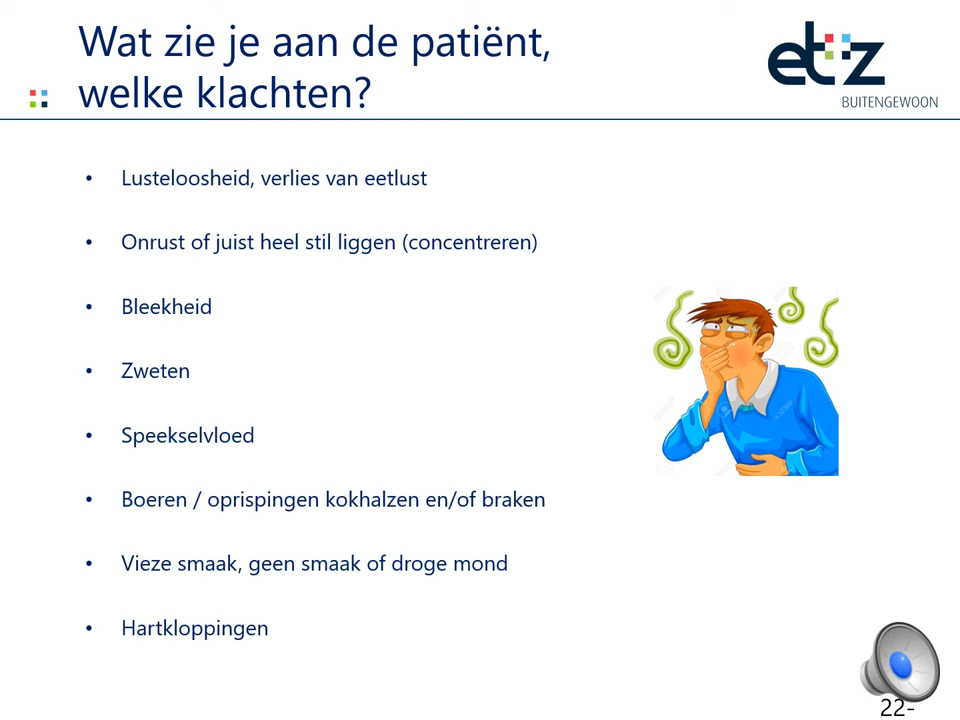 Wat zie je aan de patiënt,
welke klachten?
etz
BUITENGEWOON
• Lusteloosheid, verlies van eetlust
• Onrust of juist heel stil liggen (concentreren)
• Bleekheid
• Zweten
• Speekselvloed
• Boeren / oprispingen kokhalzen en/of braken
• Vieze smaak, geen smaak of droge mond
• Hartkloppingen
22-